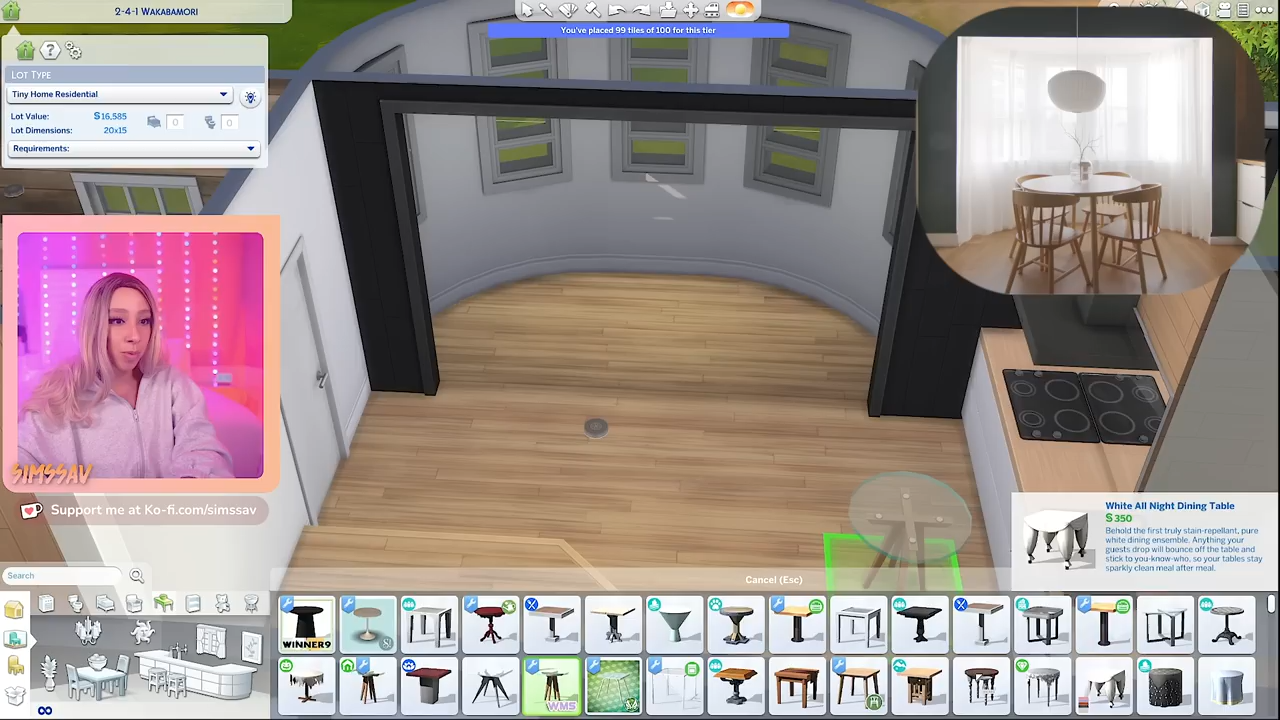 2-4-1 WAKABAMORI
You've placed 99 tiles of 100 for this tier
LOT TYPE
Tiny Home Residential
Lot Value: $16,585
0
0
Lot Dimensions: 20x15
Requirements:
SIMSSAV
Support me at Ko-fi.com/simssav
White All Night Dining Table
$350
Behold the first truly stain-repellant, pure
white dining ensemble. Anything your
guests drop will bounce off the table and
stick to you-know-who, so your tables stay
sparkly clean meal after meal.
Search
Cancel (Esc)
WINNER9
WMS